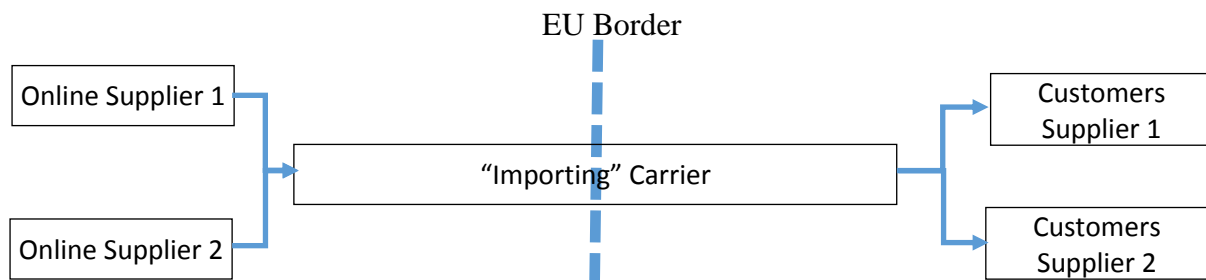 EU Border
Online Supplier 1
Customers
Supplier 1
“Importing” Carrier
Online Supplier 2
Customers
Supplier 2